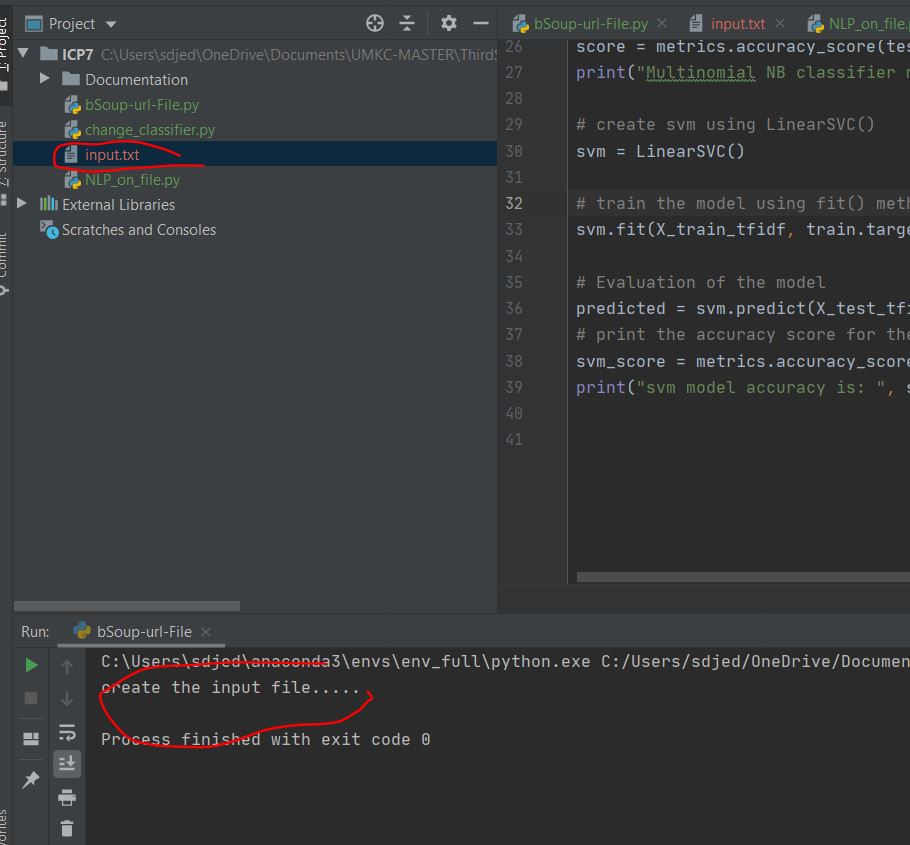 Project
bSoup-url-File.py
input.txt
NLP_on_file.
1: Project
ICP7 C:\Users\sdjed\OneDrive\Documents\UMKC-MASTER\Third
Documentation
bSoup-url-File.py
change_classifier.py
input.txt
NLP_on_file.py
External Libraries
Scratches and Consoles
7: Structure
Commit
26 score = metrics.accuracy_score(tes
27 print("Multinomial NB classifier m
28
29 # create svm using LinearSVC()
30 svm = LinearSVC()
31
32 # train the model using fit() meth
33 svm.fit(X_train_tfidf, train.targe
34
35 # Evaluation of the model
36 predicted = svm.predict(X_test_tfi
37 # print the accuracy score for the
38 svm_score = metrics.accuracy_score
39 print("svm model accuracy is: ", s
40
41
Run: bSoup-url-File
C:\Users\sdjed\anaconda3\envs\env_full\python.exe C:/Users/sdjed/OneDrive/Documen
create the input file.....
Process finished with exit code 0
vorites